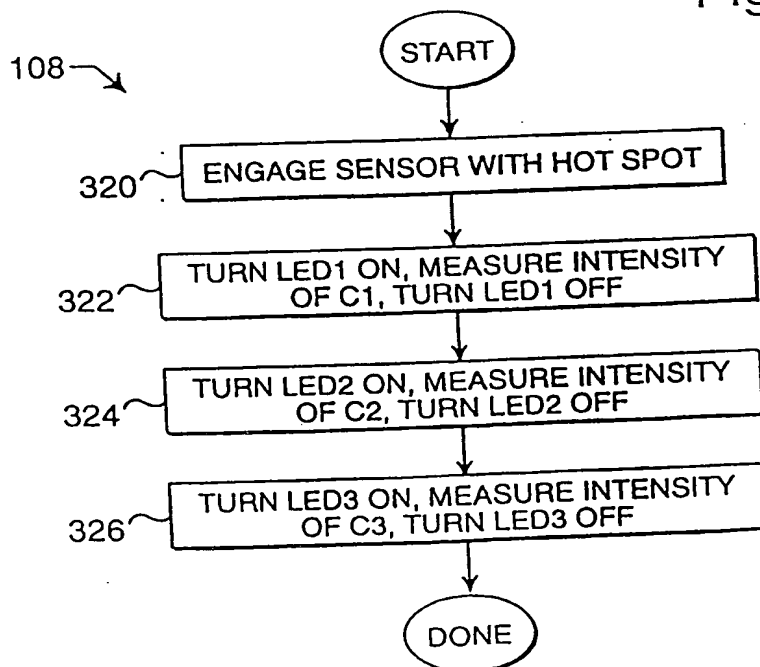 Fig
START
108
320
ENGAGE SENSOR WITH HOT SPOT
322
TURN LED1 ON, MEASURE INTENSITY
OF C1, TURN LED1 OFF
324
TURN LED2 ON, MEASURE INTENSITY
OF C2, TURN LED2 OFF
326
TURN LED3 ON, MEASURE INTENSITY
OF C3, TURN LED3 OFF
DONE